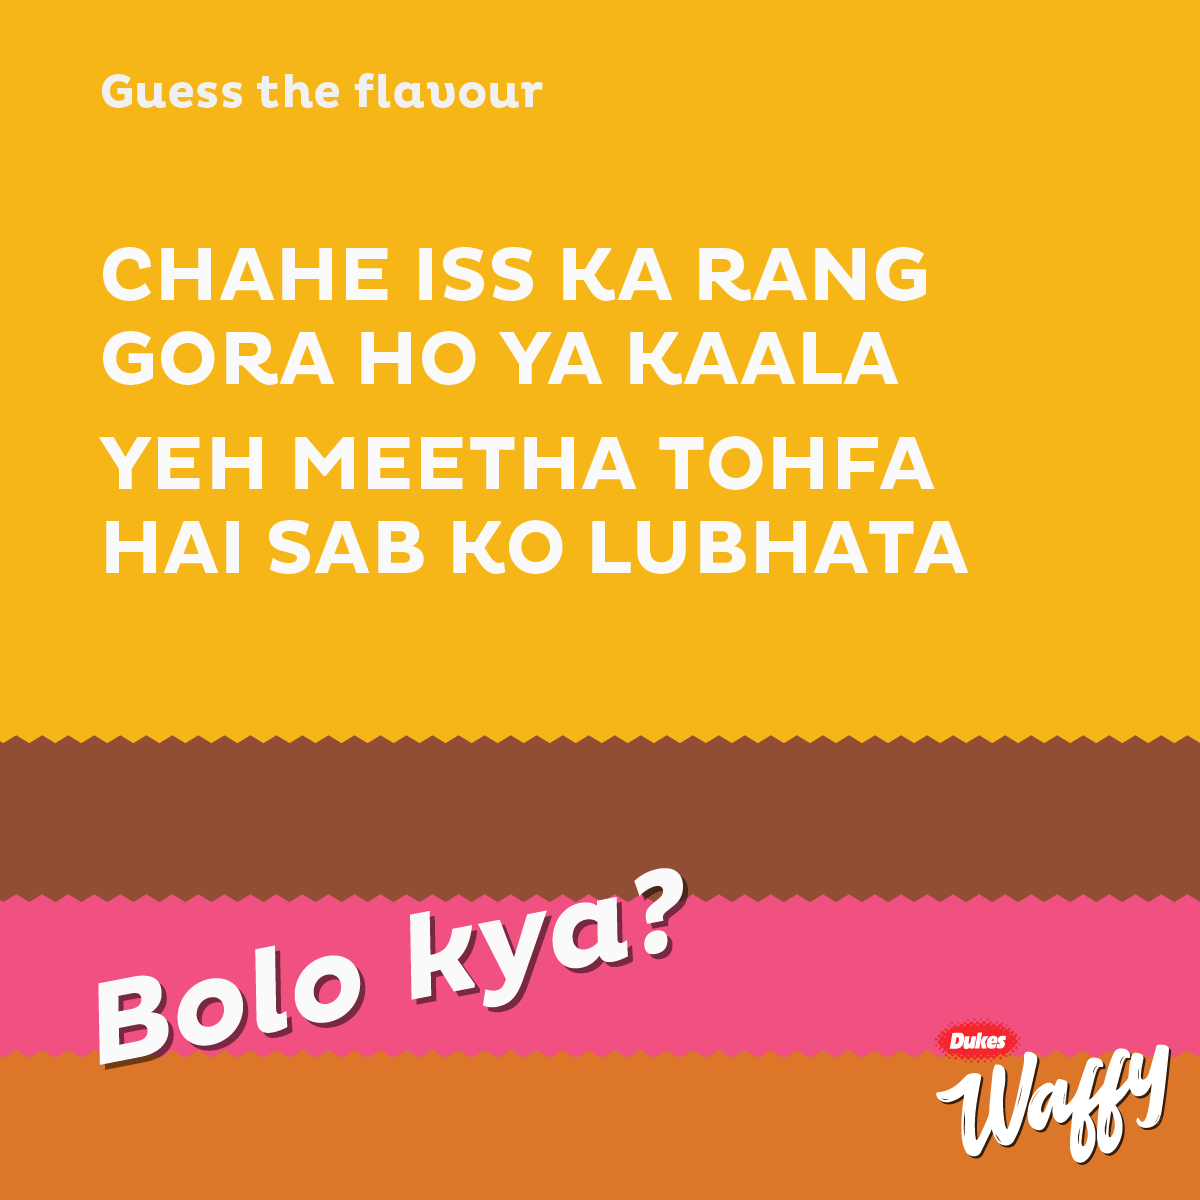 Guess the flavour
CHAHE ISS KA RANG
GORA HO YA KAALA
YEH MEETHA TOHFA
HAI SAB KO LUBHATA
Bolo kya?
Dukes
Waffy